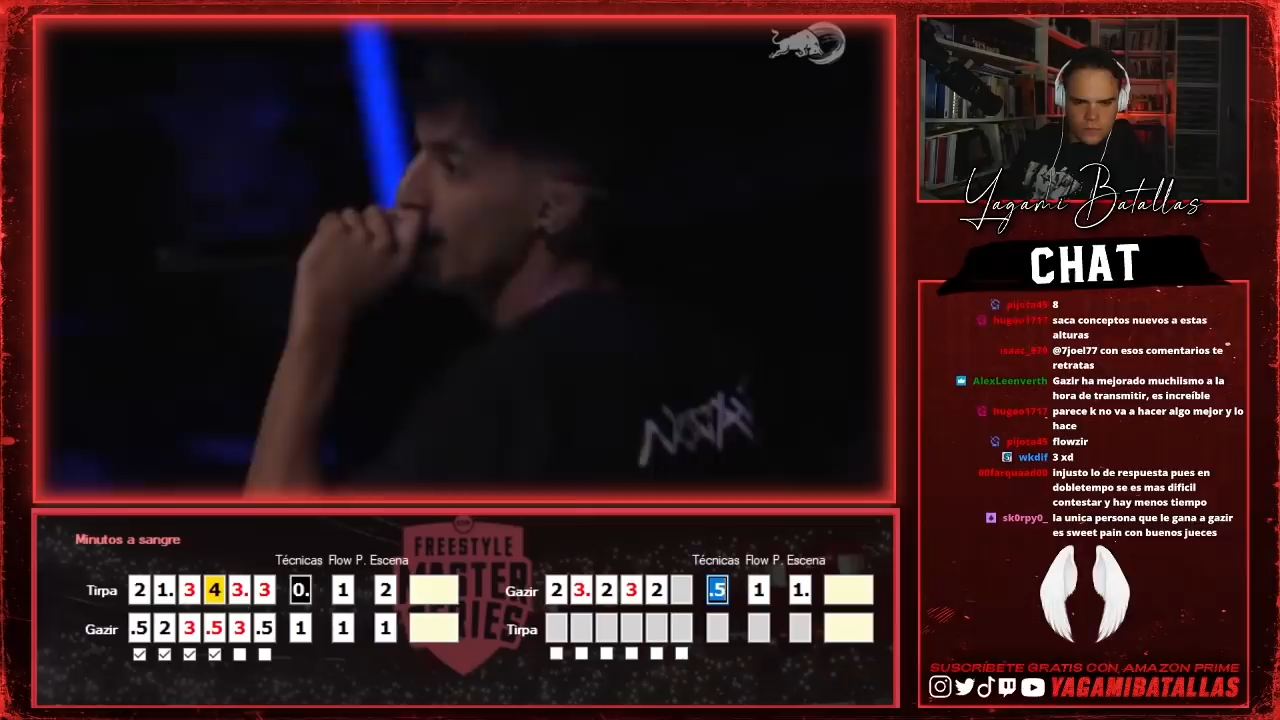 Yagami Batallas
CHAT
pijota45 8
hugoo1717 saca conceptos nuevos a estas
alturas
isaac_970 @7joel77 con esos comentarios te
retratas
AlexLeenverth Gazir ha mejorado muchiismo a la
hora de transmitir, es increíble
hugoo1717 parece k no va a hacer algo mejor y lo
hace
pijota45 flowzir
wkdif 3 xd
00farquaad00 injusto lo de respuesta pues en
dobletempo se es mas dificil
contestar y hay menos tiempo
sk0rpy0_ la unica persona que le gana a gazir
es sweet pain con buenos jueces
SUSCRÍBETE GRATIS CON AMAZON PRIME
YAGAMIBATALLAS
Minutos a sangre
Técnicas Flow P. Escena
Tirpa 2 1. 3 4 3. 3 0. 1 2
Gazir .5 2 3 .5 3 .5 1 1 1
Técnicas Flow P. Escena
Gazir 2 3. 2 3 2 .5 1 1.
Tirpa
FREESTYLE
MASTER
SERIES